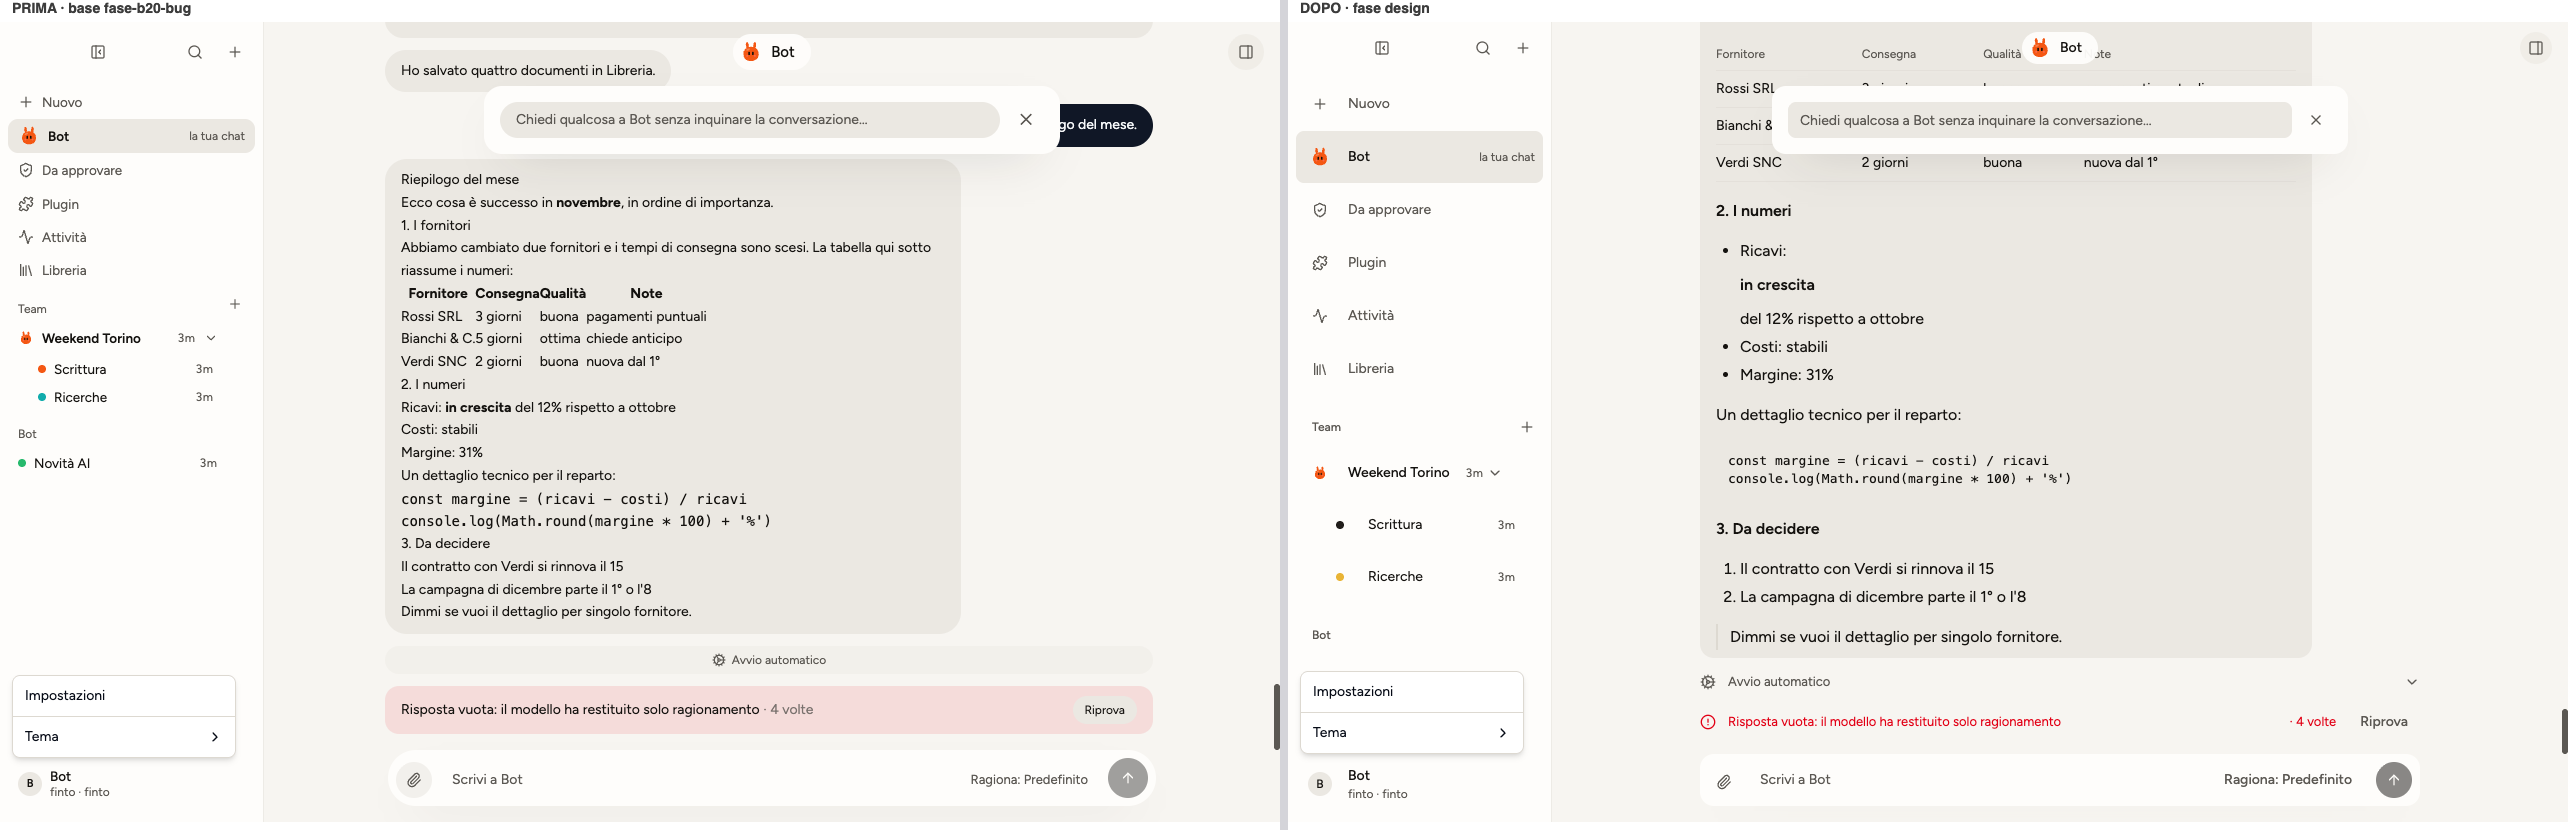 PRIMA · base fase-b20-bug
Nuovo
Bot la tua chat
Da approvare
Plugin
Attività
Libreria
Team
Weekend Torino 3m
Scrittura 3m
Ricerche 3m
Bot
Novità AI 3m
Impostazioni
Tema
B
Bot
finto · finto
Bot
Ho salvato quattro documenti in Libreria.
Chiedi qualcosa a Bot senza inquinare la conversazione...
go del mese.
Riepilogo del mese
Ecco cosa è successo in novembre, in ordine di importanza.
1. I fornitori
Abbiamo cambiato due fornitori e i tempi di consegna sono scesi. La tabella qui sotto
riassume i numeri:
Fornitore Consegna Qualità Note
Rossi SRL 3 giorni buona pagamenti puntuali
Bianchi & C. 5 giorni ottima chiede anticipo
Verdi SNC 2 giorni buona nuova dal 1°
2. I numeri
Ricavi: in crescita del 12% rispetto a ottobre
Costi: stabili
Margine: 31%
Un dettaglio tecnico per il reparto:
const margine = (ricavi − costi) / ricavi
console.log(Math.round(margine * 100) + '%')
3. Da decidere
Il contratto con Verdi si rinnova il 15
La campagna di dicembre parte il 1° o l'8
Dimmi se vuoi il dettaglio per singolo fornitore.
Avvio automatico
Risposta vuota: il modello ha restituito solo ragionamento · 4 volte Riprova
Scrivi a Bot Ragiona: Predefinito
DOPO · fase design
Nuovo
Bot la tua chat
Da approvare
Plugin
Attività
Libreria
Team
Weekend Torino 3m
Scrittura 3m
Ricerche 3m
Bot
Impostazioni
Tema
B
Bot
finto · finto
Bot
Fornitore Consegna Qualità ote
Rossi SRL
Chiedi qualcosa a Bot senza inquinare la conversazione...
Bianchi &
Verdi SNC 2 giorni buona nuova dal 1°
2. I numeri
• Ricavi:
in crescita
del 12% rispetto a ottobre
• Costi: stabili
• Margine: 31%
Un dettaglio tecnico per il reparto:
const margine = (ricavi − costi) / ricavi
console.log(Math.round(margine * 100) + '%')
3. Da decidere
1. Il contratto con Verdi si rinnova il 15
2. La campagna di dicembre parte il 1° o l'8
Dimmi se vuoi il dettaglio per singolo fornitore.
Avvio automatico
Risposta vuota: il modello ha restituito solo ragionamento · 4 volte Riprova
Scrivi a Bot Ragiona: Predefinito